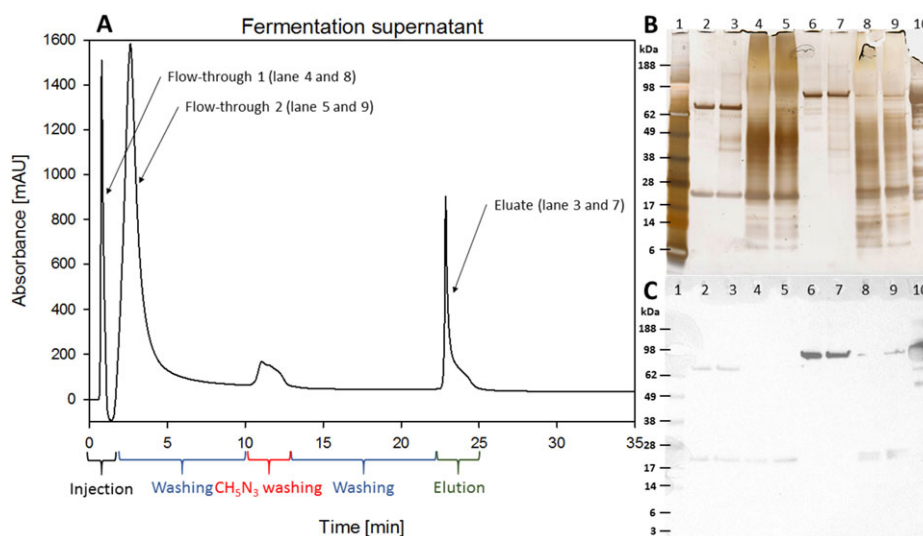 A
Fermentation supernatant
1600
1400
1200
1000
800
600
400
200
0
Absorbance [mAU]
Flow-through 1 (lane 4 and 8)
Flow-through 2 (lane 5 and 9)
Eluate (lane 3 and 7)
0 5 10 15 20 25 30 35
Injection Washing CH₅N₃ washing Washing Elution
Time [min]
B 1 2 3 4 5 6 7 8 9 10
kDa
188
98
62
49
38
28
17
14
6
C 1 2 3 4 5 6 7 8 9 10
kDa
188
98
62
49
38
28
17
14
6
3